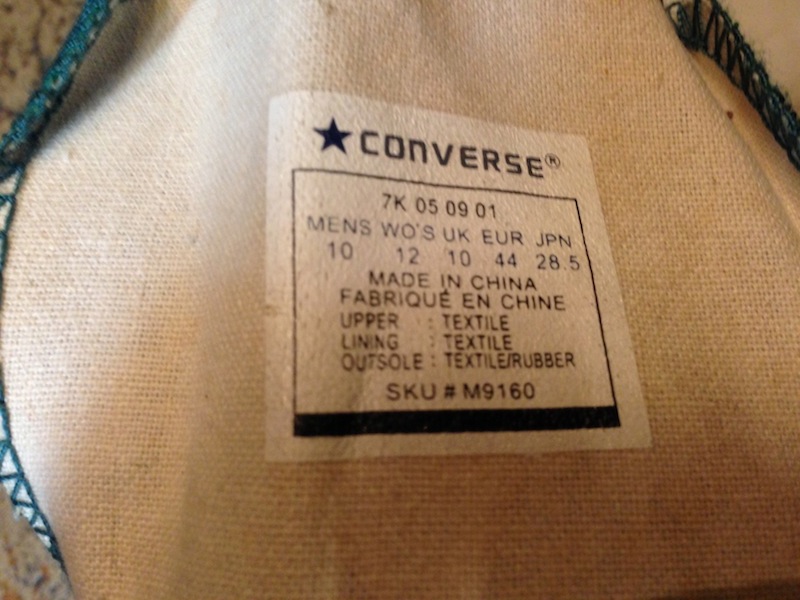 ★CONVERSE®
7K 05 09 01
MENS WO'S UK EUR JPN
10 12 10 44 28.5
MADE IN CHINA
FABRIQUÉ EN CHINE
UPPER : TEXTILE
LINING : TEXTILE
OUTSOLE : TEXTILE/RUBBER
SKU # M9160